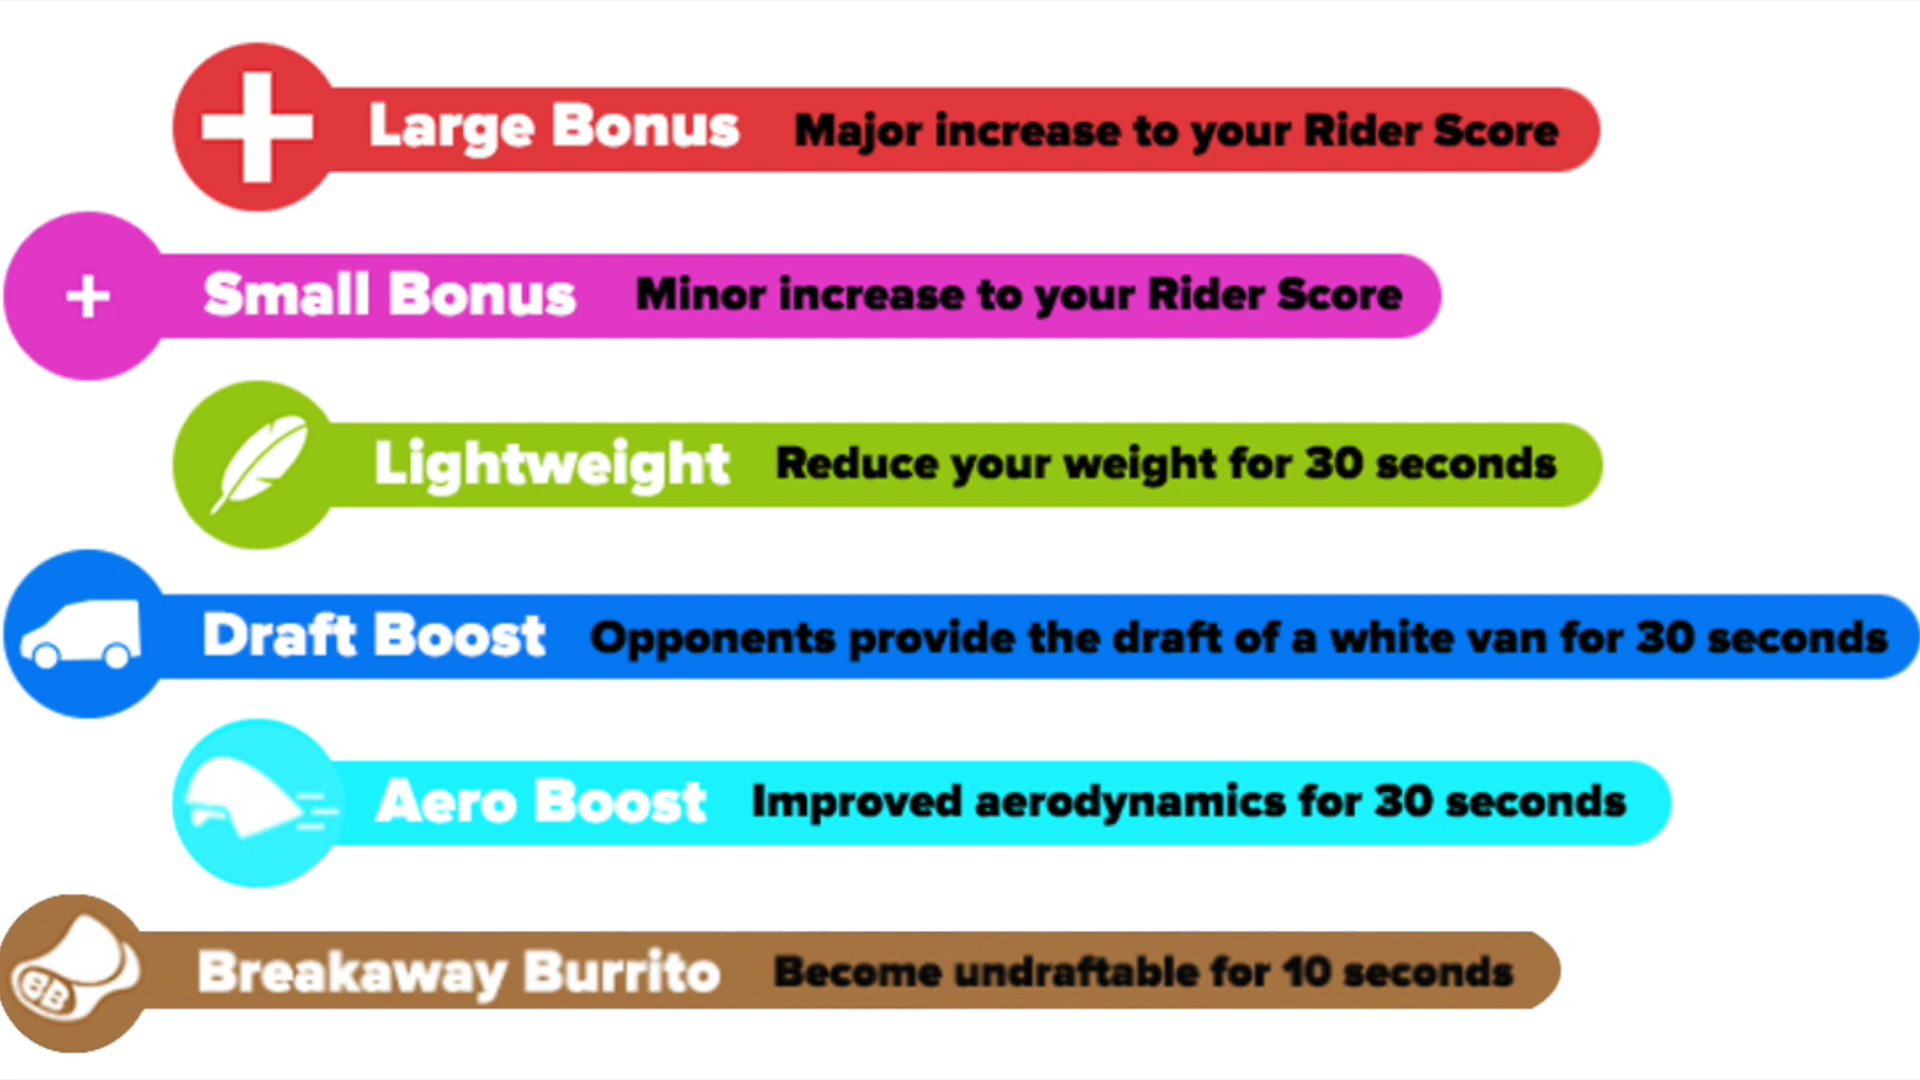 Large Bonus Major increase to your Rider Score
Small Bonus Minor increase to your Rider Score
Lightweight Reduce your weight for 30 seconds
Draft Boost Opponents provide the draft of a white van for 30 seconds
Aero Boost Improved aerodynamics for 30 seconds
BB Breakaway Burrito Become undraftable for 10 seconds